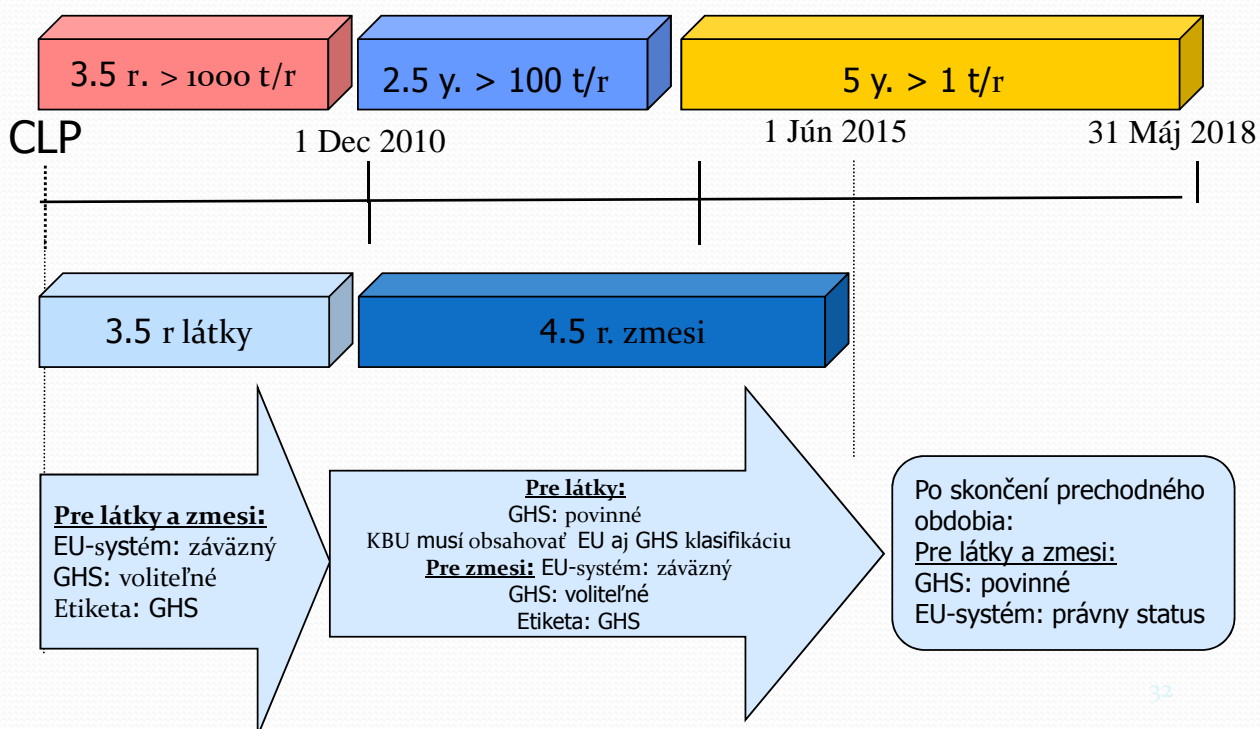 3.5 r. > 1000 t/r
2.5 y. > 100 t/r
5 y. > 1 t/r
CLP
1 Dec 2010
1 Jún 2015
31 Máj 2018
3.5 r látky
4.5 r. zmesi
Pre látky a zmesi:
EU-systém: záväzný
GHS: voliteľné
Etiketa: GHS
Pre látky:
GHS: povinné
KBU musí obsahovať EU aj GHS klasifikáciu
Pre zmesi: EU-systém: záväzný
GHS: voliteľné
Etiketa: GHS
Po skončení prechodného
obdobia:
Pre látky a zmesi:
GHS: povinné
EU-systém: právny status
32